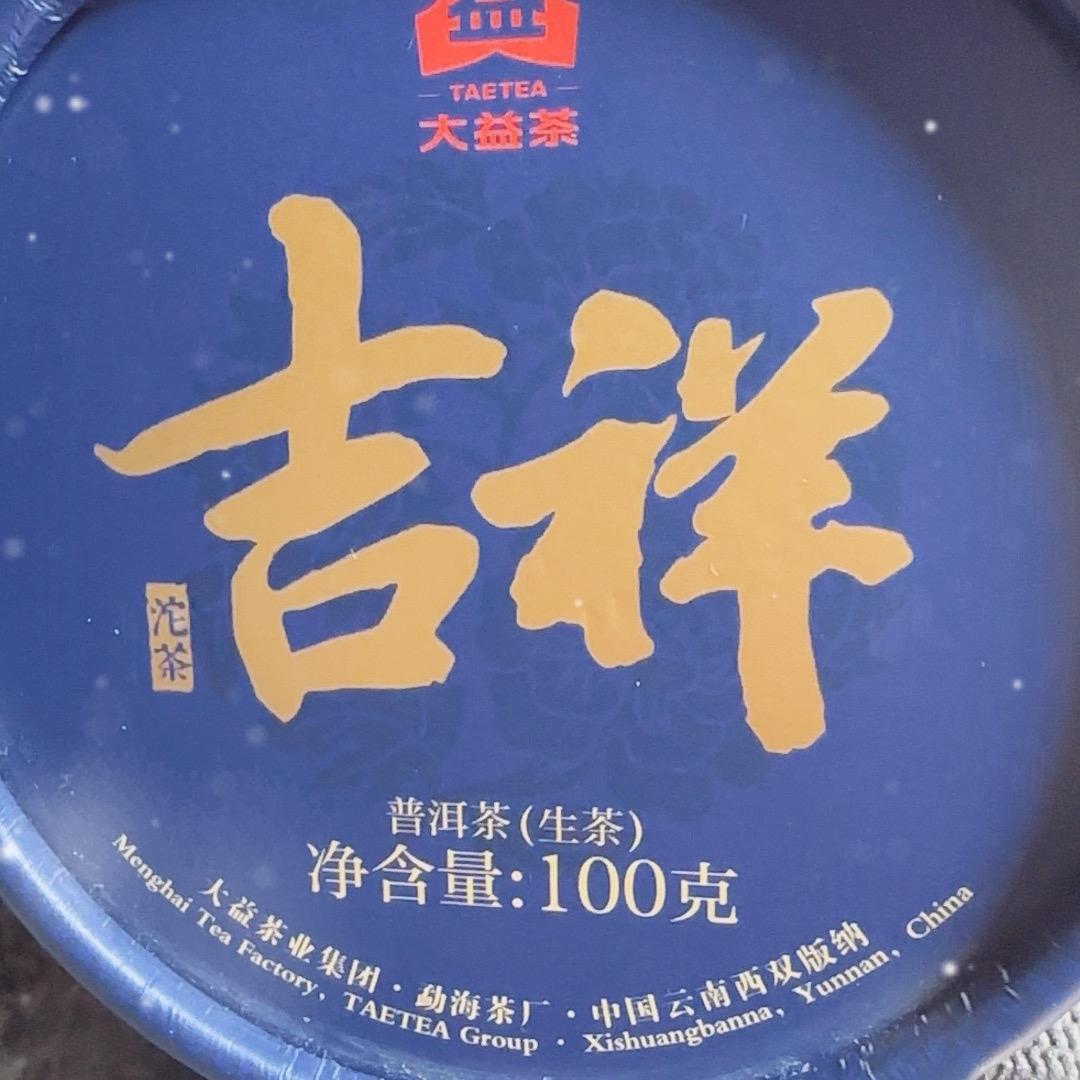 益
TAETEA
大益茶
吉祥
沱茶
普洱茶(生茶)
净含量:100克
大益茶业集团·勐海茶厂·中国云南西双版纳
Menghai Tea Factory, TAETEA Group · Xishuangbanna, Yunnan, China